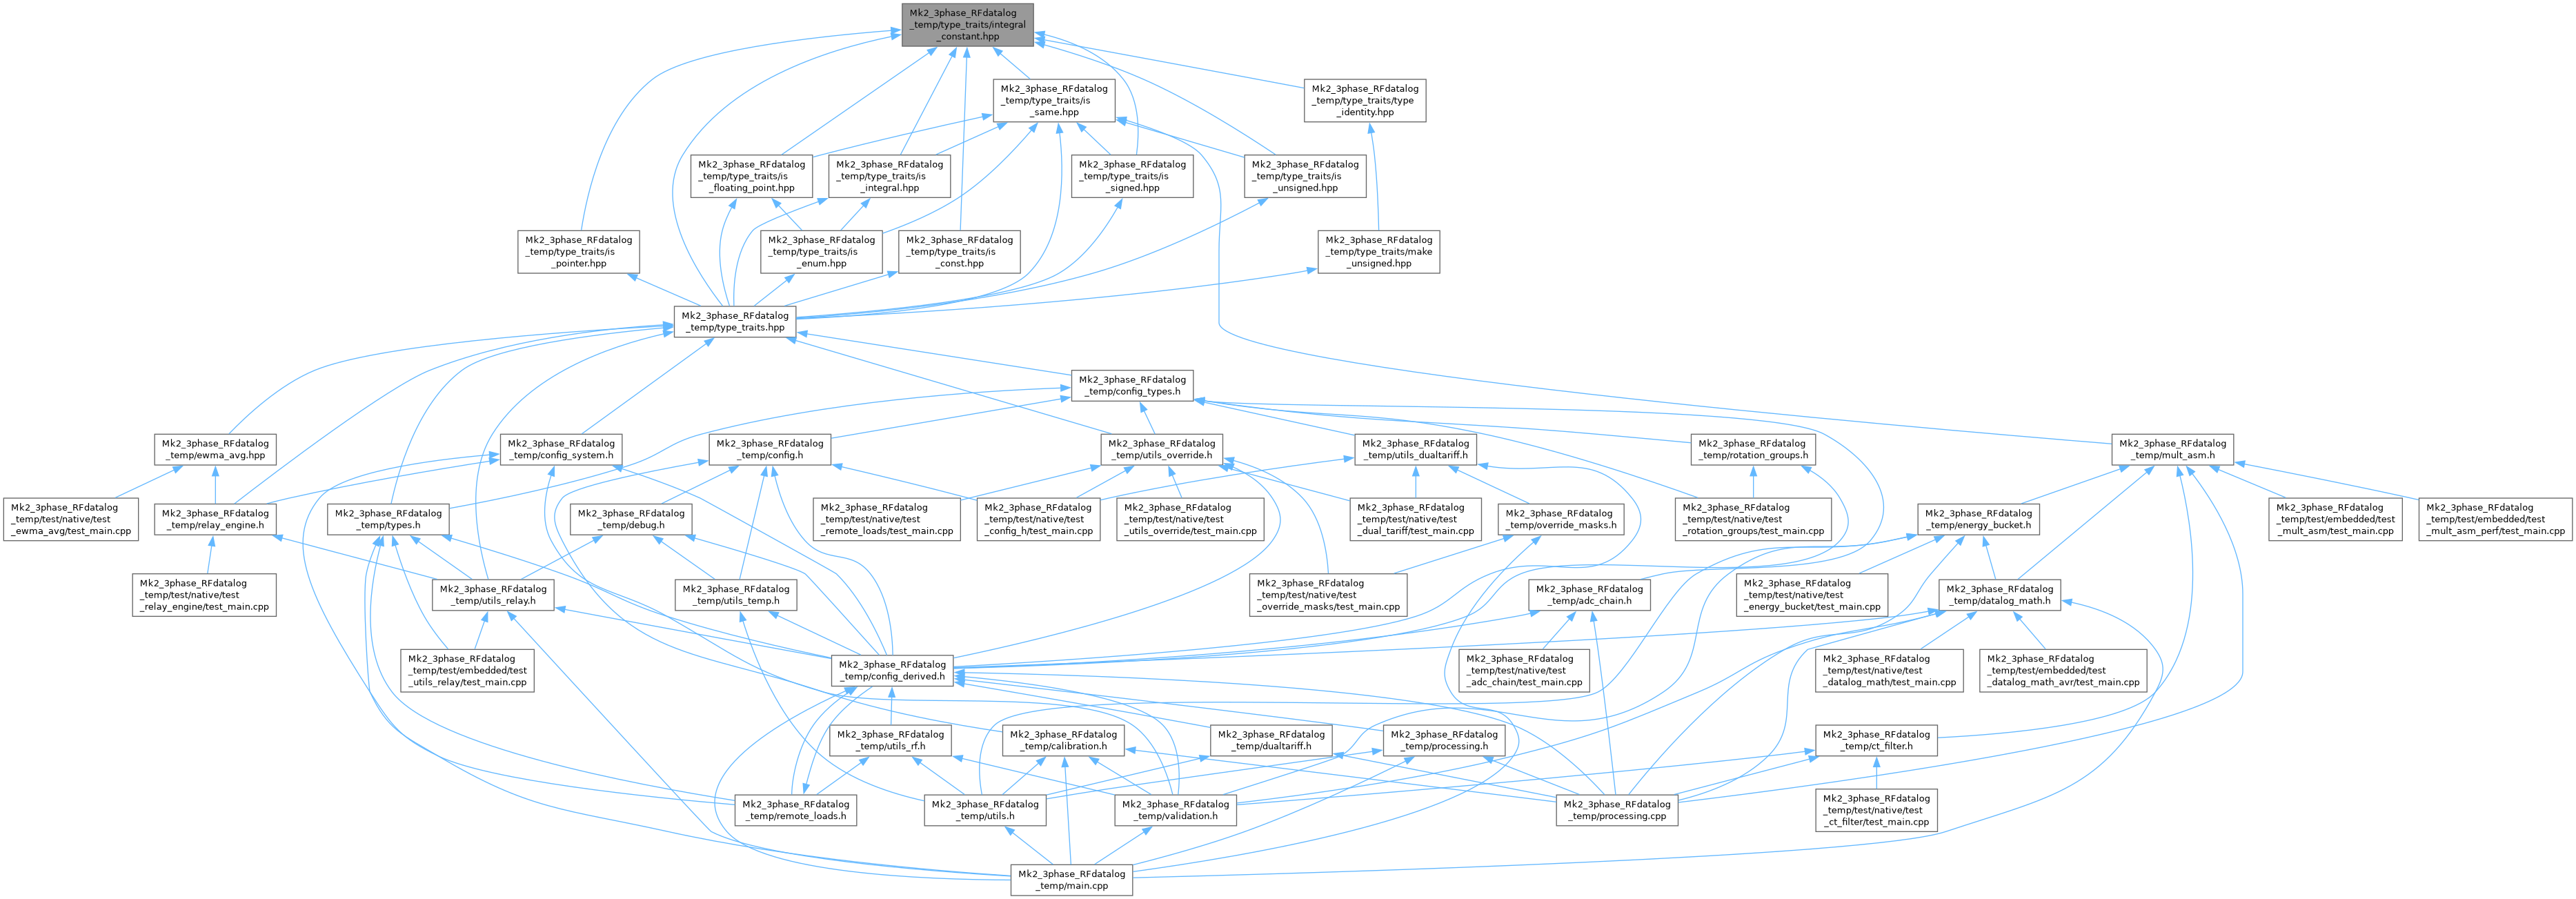 Mk2_3phase_RFdatalog
_temp/type_traits/integral
_constant.hpp
Mk2_3phase_RFdatalog
_temp/type_traits/is
_same.hpp
Mk2_3phase_RFdatalog
_temp/type_traits/type
_identity.hpp
Mk2_3phase_RFdatalog
_temp/type_traits/is
_floating_point.hpp
Mk2_3phase_RFdatalog
_temp/type_traits/is
_integral.hpp
Mk2_3phase_RFdatalog
_temp/type_traits/is
_signed.hpp
Mk2_3phase_RFdatalog
_temp/type_traits/is
_unsigned.hpp
Mk2_3phase_RFdatalog
_temp/type_traits/is
_pointer.hpp
Mk2_3phase_RFdatalog
_temp/type_traits/is
_enum.hpp
Mk2_3phase_RFdatalog
_temp/type_traits/is
_const.hpp
Mk2_3phase_RFdatalog
_temp/type_traits/make
_unsigned.hpp
Mk2_3phase_RFdatalog
_temp/type_traits.hpp
Mk2_3phase_RFdatalog
_temp/config_types.h
Mk2_3phase_RFdatalog
_temp/ewma_avg.hpp
Mk2_3phase_RFdatalog
_temp/config_system.h
Mk2_3phase_RFdatalog
_temp/config.h
Mk2_3phase_RFdatalog
_temp/utils_override.h
Mk2_3phase_RFdatalog
_temp/utils_dualtariff.h
Mk2_3phase_RFdatalog
_temp/rotation_groups.h
Mk2_3phase_RFdatalog
_temp/mult_asm.h
Mk2_3phase_RFdatalog
_temp/test/native/test
_ewma_avg/test_main.cpp
Mk2_3phase_RFdatalog
_temp/relay_engine.h
Mk2_3phase_RFdatalog
_temp/types.h
Mk2_3phase_RFdatalog
_temp/debug.h
Mk2_3phase_RFdatalog
_temp/test/native/test
_remote_loads/test_main.cpp
Mk2_3phase_RFdatalog
_temp/test/native/test
_config_h/test_main.cpp
Mk2_3phase_RFdatalog
_temp/test/native/test
_utils_override/test_main.cpp
Mk2_3phase_RFdatalog
_temp/test/native/test
_dual_tariff/test_main.cpp
Mk2_3phase_RFdatalog
_temp/override_masks.h
Mk2_3phase_RFdatalog
_temp/test/native/test
_rotation_groups/test_main.cpp
Mk2_3phase_RFdatalog
_temp/energy_bucket.h
Mk2_3phase_RFdatalog
_temp/test/embedded/test
_mult_asm/test_main.cpp
Mk2_3phase_RFdatalog
_temp/test/embedded/test
_mult_asm_perf/test_main.cpp
Mk2_3phase_RFdatalog
_temp/test/native/test
_relay_engine/test_main.cpp
Mk2_3phase_RFdatalog
_temp/utils_relay.h
Mk2_3phase_RFdatalog
_temp/utils_temp.h
Mk2_3phase_RFdatalog
_temp/test/native/test
_override_masks/test_main.cpp
Mk2_3phase_RFdatalog
_temp/adc_chain.h
Mk2_3phase_RFdatalog
_temp/test/native/test
_energy_bucket/test_main.cpp
Mk2_3phase_RFdatalog
_temp/datalog_math.h
Mk2_3phase_RFdatalog
_temp/test/embedded/test
_utils_relay/test_main.cpp
Mk2_3phase_RFdatalog
_temp/config_derived.h
Mk2_3phase_RFdatalog
_temp/test/native/test
_adc_chain/test_main.cpp
Mk2_3phase_RFdatalog
_temp/test/native/test
_datalog_math/test_main.cpp
Mk2_3phase_RFdatalog
_temp/test/embedded/test
_datalog_math_avr/test_main.cpp
Mk2_3phase_RFdatalog
_temp/utils_rf.h
Mk2_3phase_RFdatalog
_temp/calibration.h
Mk2_3phase_RFdatalog
_temp/dualtariff.h
Mk2_3phase_RFdatalog
_temp/processing.h
Mk2_3phase_RFdatalog
_temp/ct_filter.h
Mk2_3phase_RFdatalog
_temp/remote_loads.h
Mk2_3phase_RFdatalog
_temp/utils.h
Mk2_3phase_RFdatalog
_temp/validation.h
Mk2_3phase_RFdatalog
_temp/processing.cpp
Mk2_3phase_RFdatalog
_temp/test/native/test
_ct_filter/test_main.cpp
Mk2_3phase_RFdatalog
_temp/main.cpp